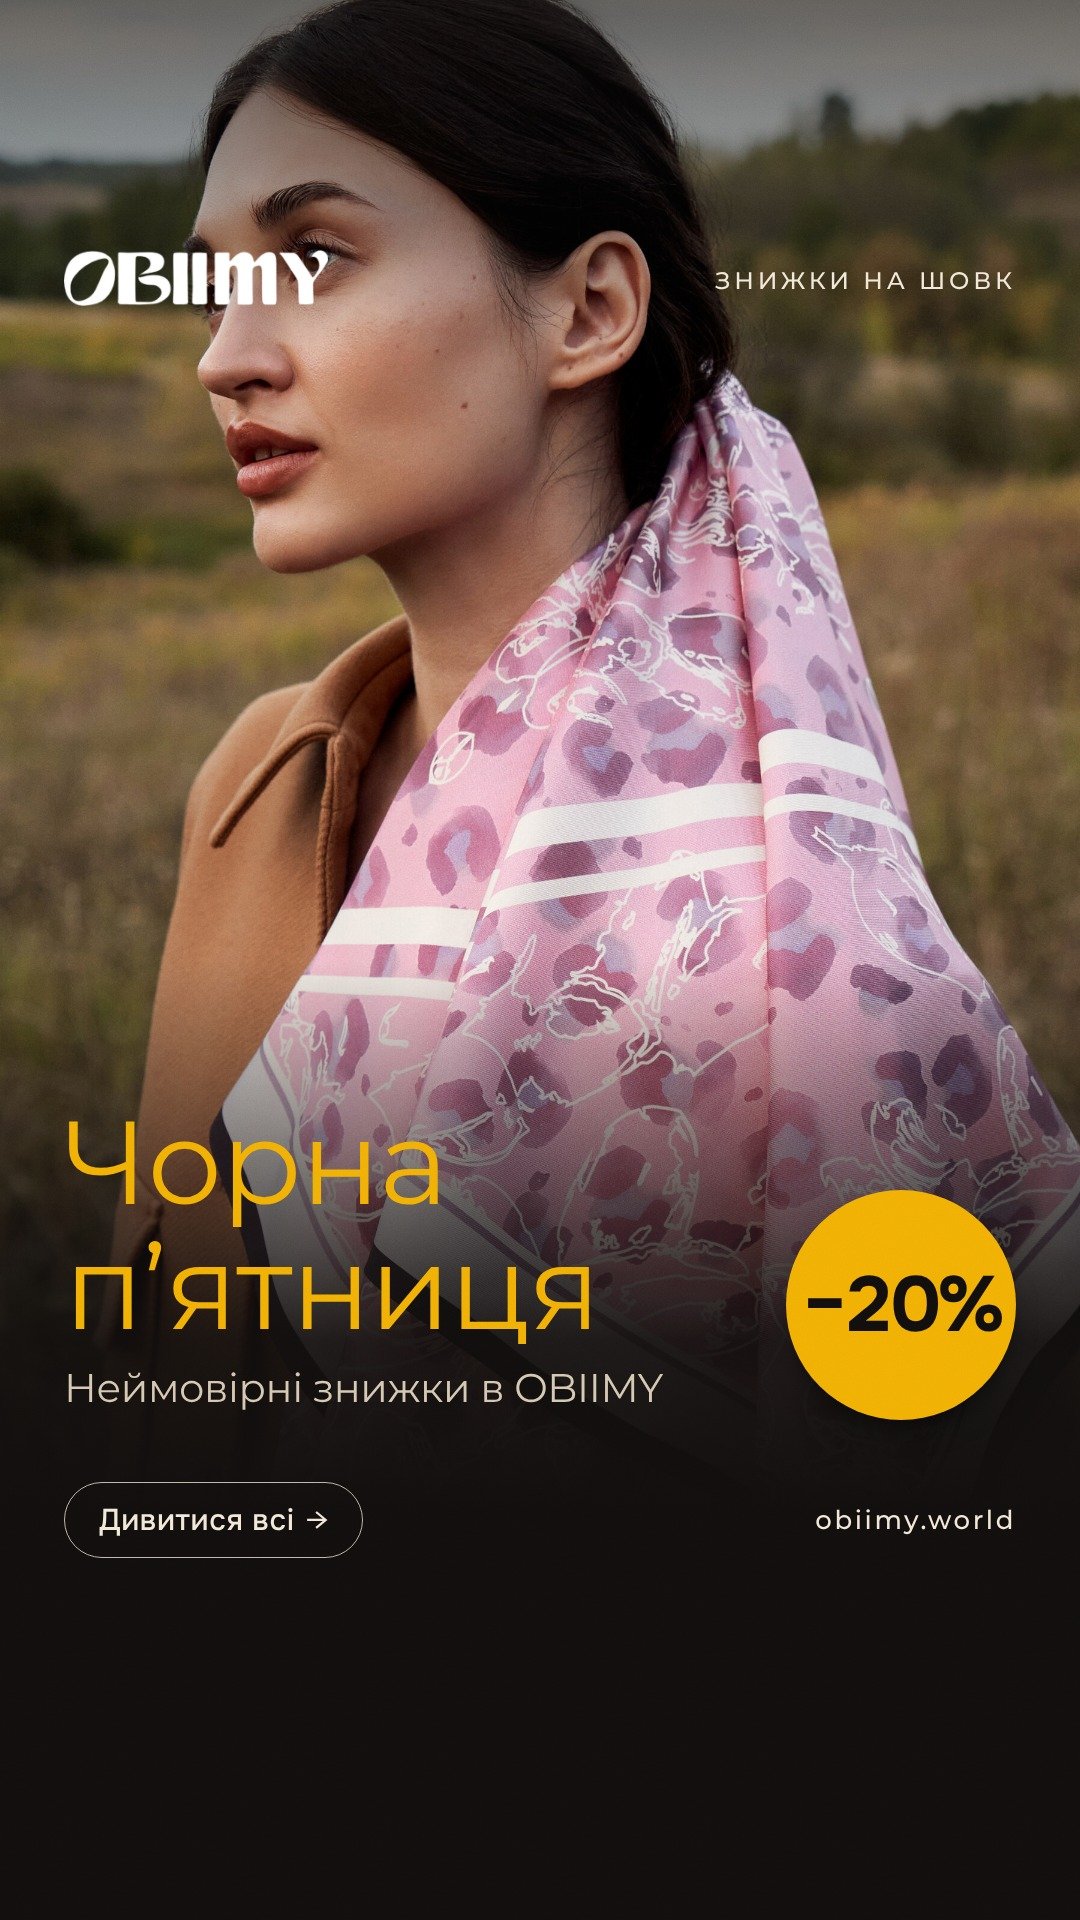 OBIIMY
ЗНИЖКИ НА ШОВК
Чорна
п’ятниця
-20%
Неймовірні знижки в OBIIMY
Дивитися всі →
obiimy.world